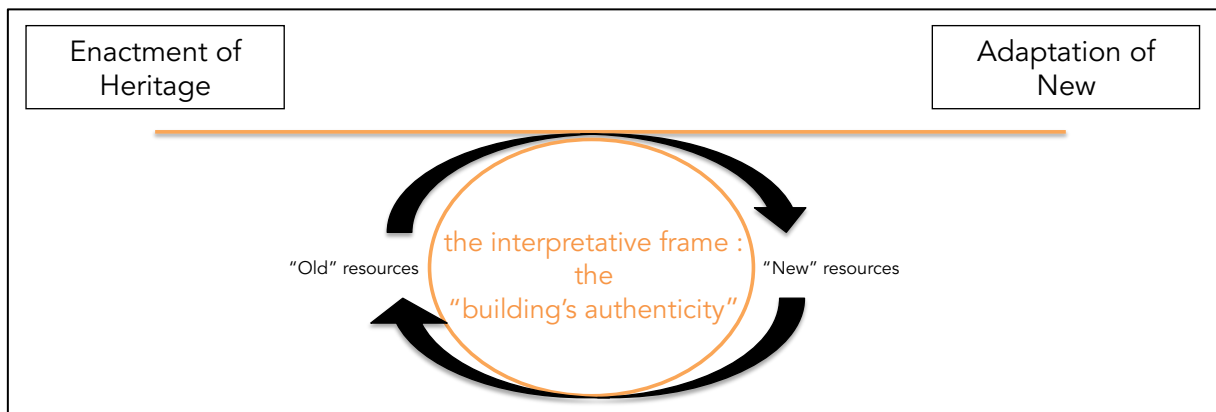 Enactment of
Heritage
Adaptation of
New
the interpretative frame :
the
“building’s authenticity”
“Old” resources
“New” resources